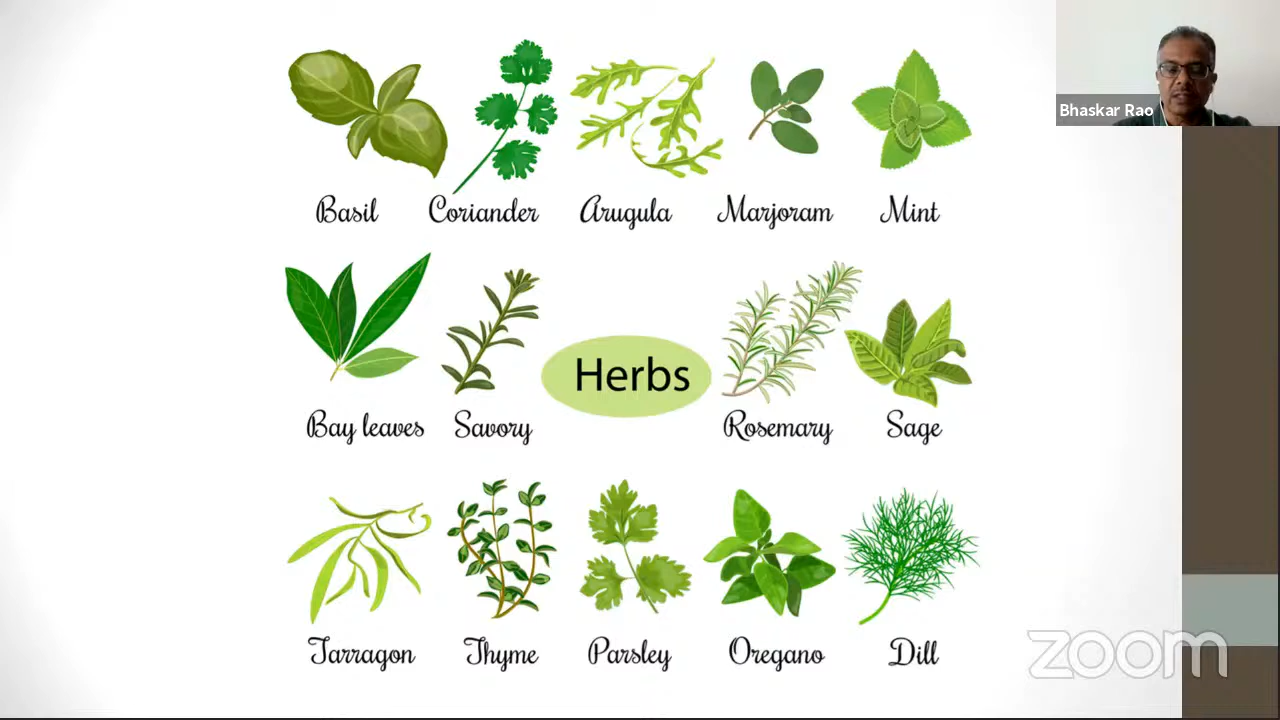 Bhaskar Rao
Basil Coriander Arugula Marjoram Mint
Herbs
Bay leaves Savory Rosemary Sage
Tarragon Thyme Parsley Oregano Dill
zoom